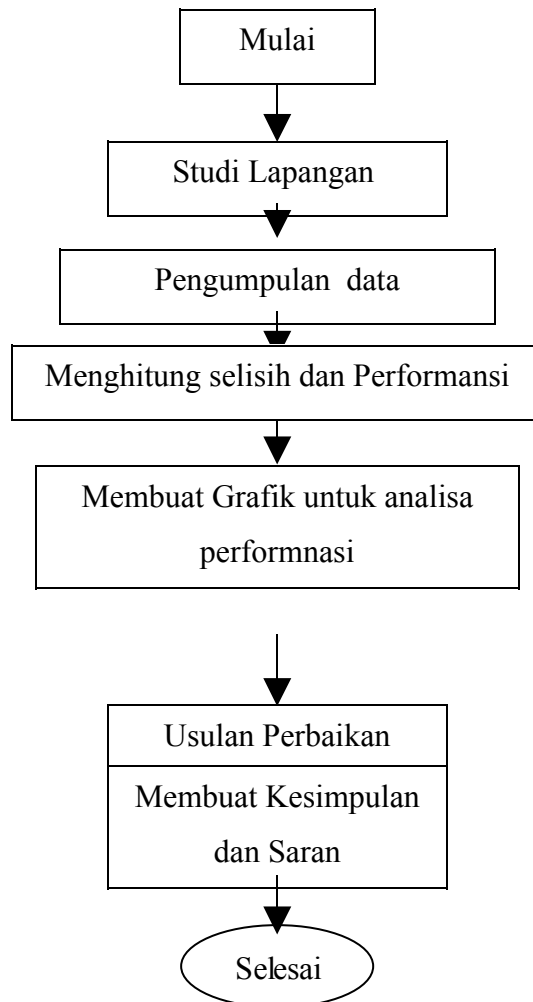 Mulai
Studi Lapangan
Pengumpulan data
Menghitung selisih dan Performansi
Membuat Grafik untuk analisa
performnasi
Usulan Perbaikan
Membuat Kesimpulan
dan Saran
Selesai